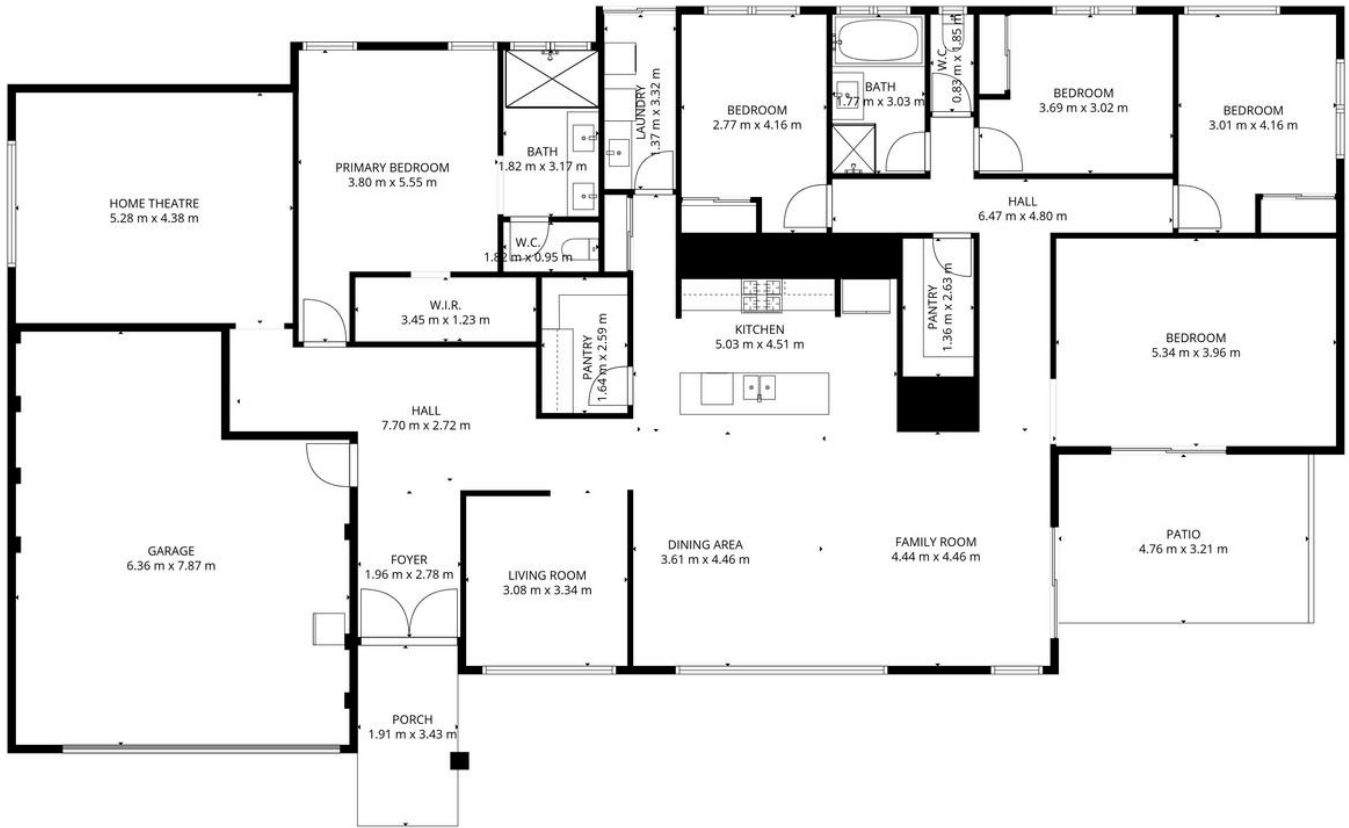 HOME THEATRE
5.28 m x 4.38 m
PRIMARY BEDROOM
3.80 m x 5.55 m
BATH
1.82 m x 3.17 m
W.C.
1.82 m x 0.95 m
W.I.R.
3.45 m x 1.23 m
LAUNDRY
1.37 m x 3.32 m
BEDROOM
2.77 m x 4.16 m
BATH
1.77 m x 3.03 m
W.C.
0.83 m x 1.85 m
BEDROOM
3.69 m x 3.02 m
BEDROOM
3.01 m x 4.16 m
HALL
6.47 m x 4.80 m
PANTRY
1.64 m x 2.59 m
KITCHEN
5.03 m x 4.51 m
PANTRY
1.36 m x 2.63 m
BEDROOM
5.34 m x 3.96 m
HALL
7.70 m x 2.72 m
GARAGE
6.36 m x 7.87 m
FOYER
1.96 m x 2.78 m
LIVING ROOM
3.08 m x 3.34 m
DINING AREA
3.61 m x 4.46 m
FAMILY ROOM
4.44 m x 4.46 m
PATIO
4.76 m x 3.21 m
PORCH
1.91 m x 3.43 m